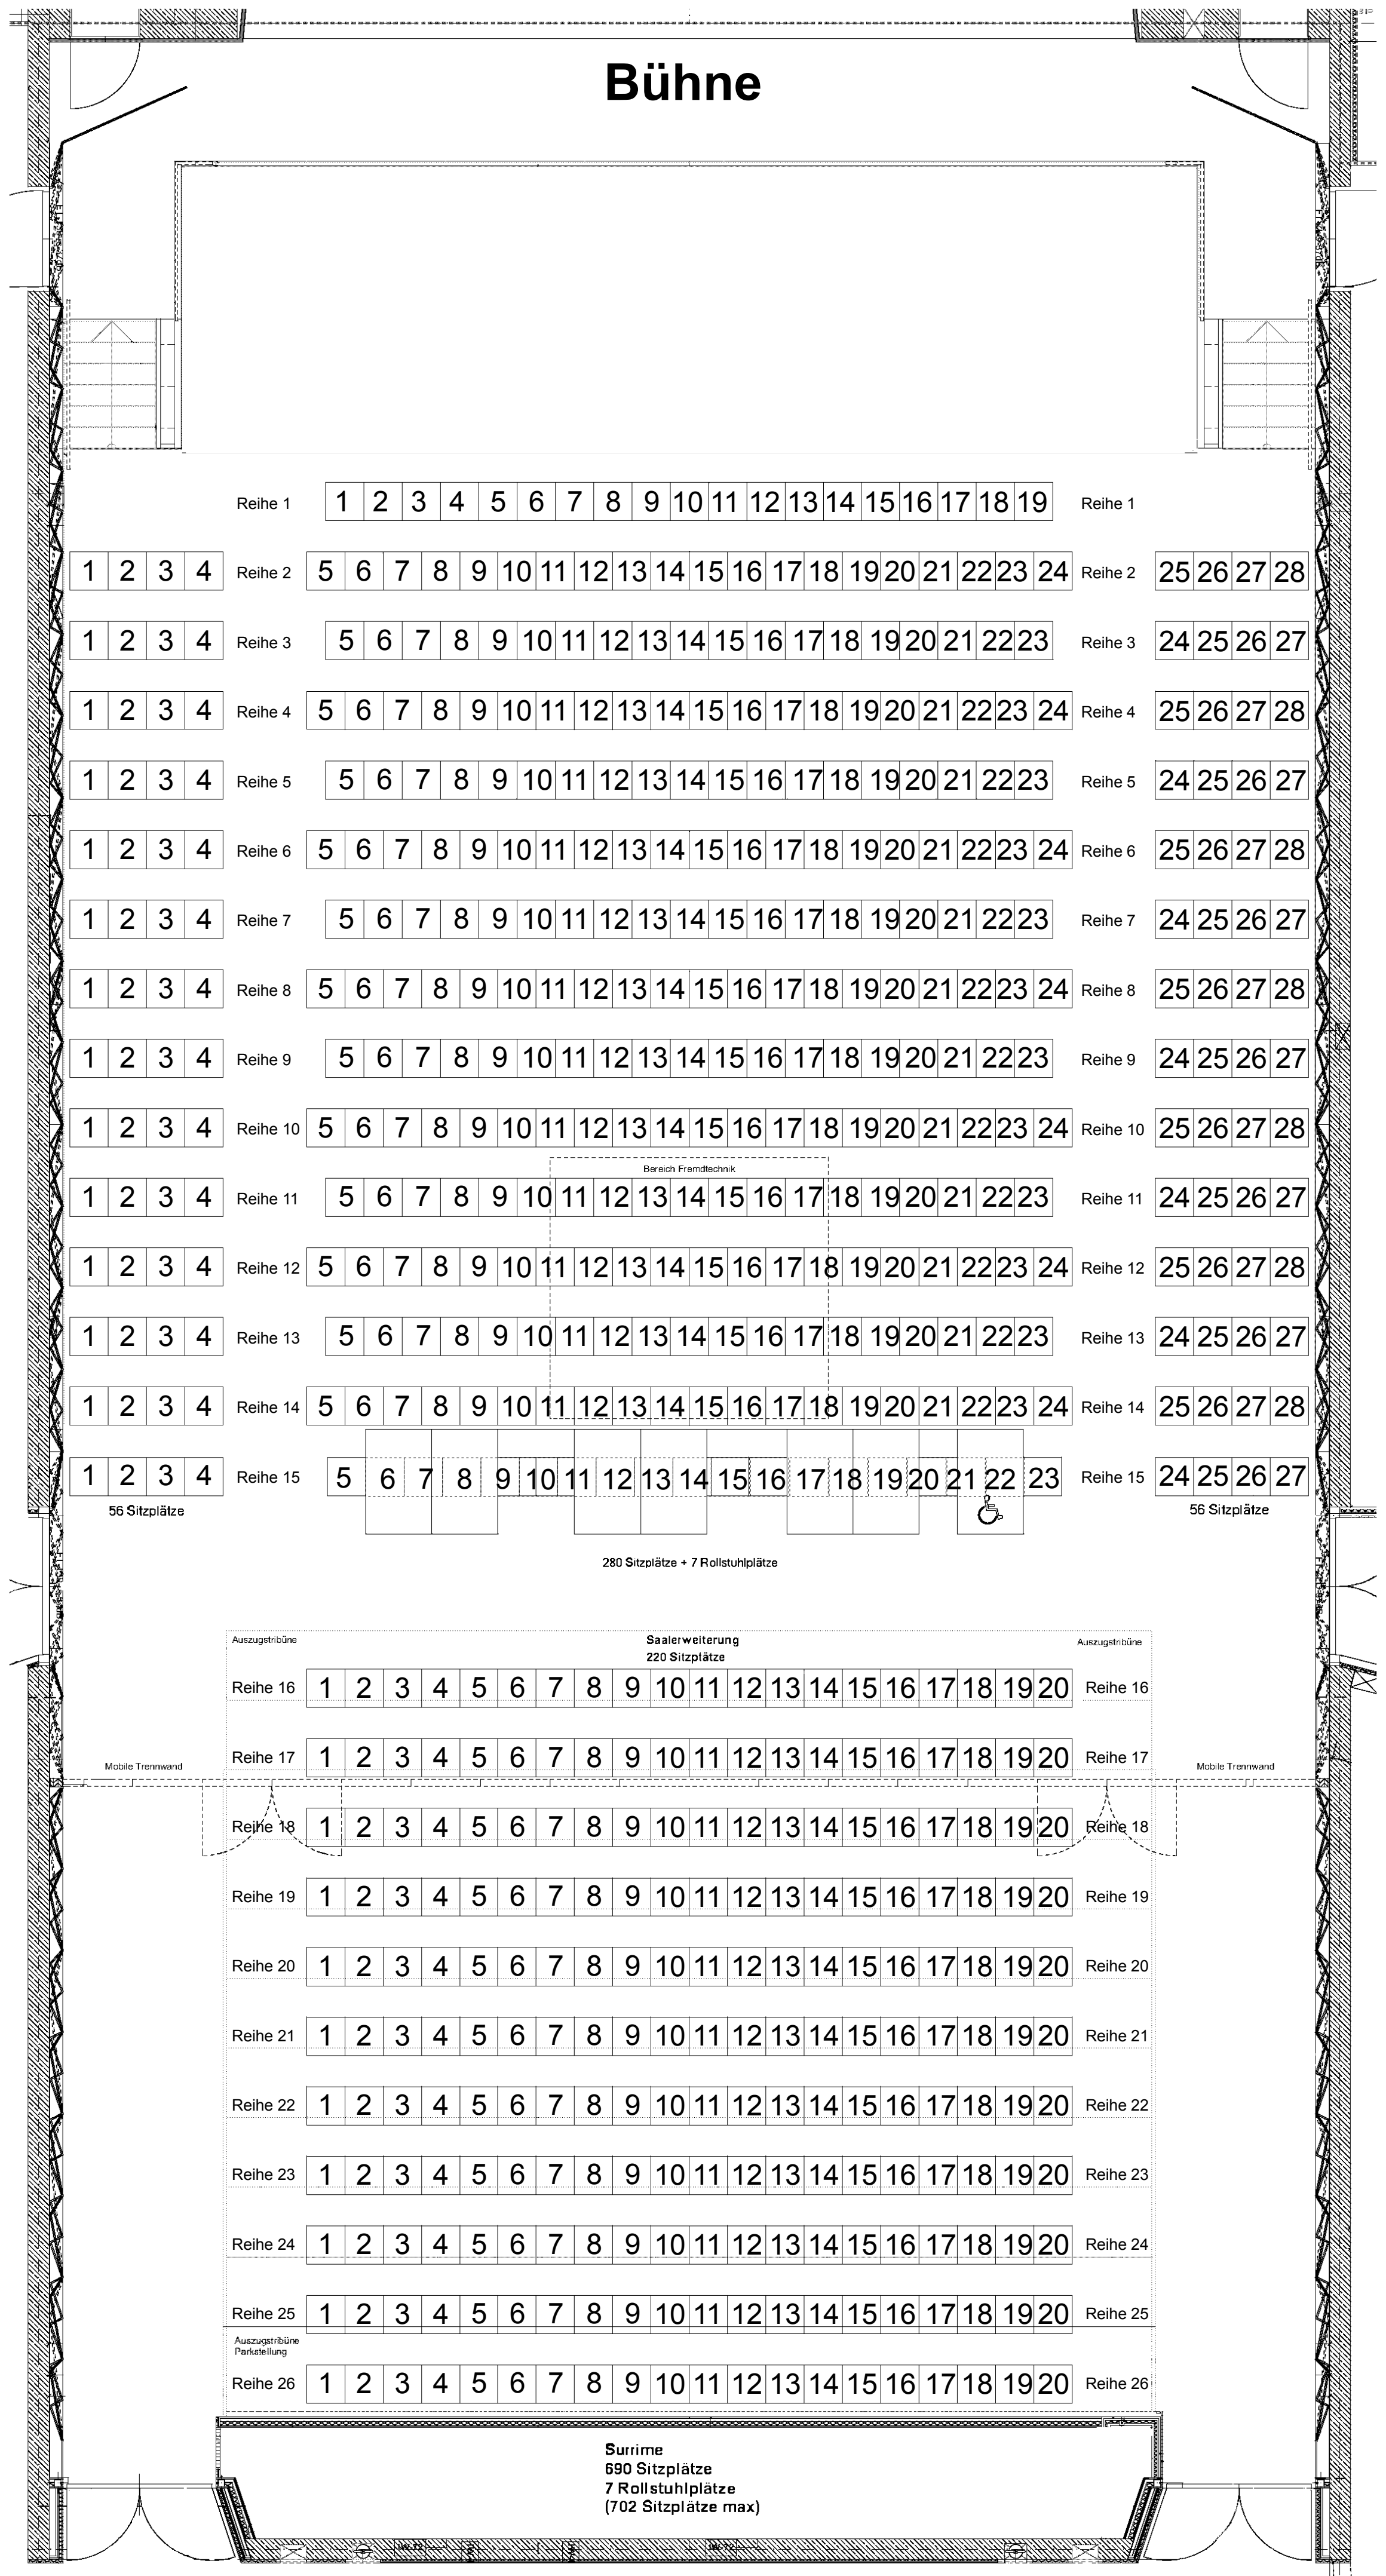 Bühne
Reihe 1 1 2 3 4 5 6 7 8 9 10 11 12 13 14 15 16 17 18 19 Reihe 1
1 2 3 4 Reihe 2 5 6 7 8 9 10 11 12 13 14 15 16 17 18 19 20 21 22 23 24 Reihe 2 25 26 27 28
1 2 3 4 Reihe 3 5 6 7 8 9 10 11 12 13 14 15 16 17 18 19 20 21 22 23 Reihe 3 24 25 26 27
1 2 3 4 Reihe 4 5 6 7 8 9 10 11 12 13 14 15 16 17 18 19 20 21 22 23 24 Reihe 4 25 26 27 28
1 2 3 4 Reihe 5 5 6 7 8 9 10 11 12 13 14 15 16 17 18 19 20 21 22 23 Reihe 5 24 25 26 27
1 2 3 4 Reihe 6 5 6 7 8 9 10 11 12 13 14 15 16 17 18 19 20 21 22 23 24 Reihe 6 25 26 27 28
1 2 3 4 Reihe 7 5 6 7 8 9 10 11 12 13 14 15 16 17 18 19 20 21 22 23 Reihe 7 24 25 26 27
1 2 3 4 Reihe 8 5 6 7 8 9 10 11 12 13 14 15 16 17 18 19 20 21 22 23 24 Reihe 8 25 26 27 28
1 2 3 4 Reihe 9 5 6 7 8 9 10 11 12 13 14 15 16 17 18 19 20 21 22 23 Reihe 9 24 25 26 27
1 2 3 4 Reihe 10 5 6 7 8 9 10 11 12 13 14 15 16 17 18 19 20 21 22 23 24 Reihe 10 25 26 27 28
Bereich Fremdtechnik
1 2 3 4 Reihe 11 5 6 7 8 9 10 11 12 13 14 15 16 17 18 19 20 21 22 23 Reihe 11 24 25 26 27
1 2 3 4 Reihe 12 5 6 7 8 9 10 11 12 13 14 15 16 17 18 19 20 21 22 23 24 Reihe 12 25 26 27 28
1 2 3 4 Reihe 13 5 6 7 8 9 10 11 12 13 14 15 16 17 18 19 20 21 22 23 Reihe 13 24 25 26 27
1 2 3 4 Reihe 14 5 6 7 8 9 10 11 12 13 14 15 16 17 18 19 20 21 22 23 24 Reihe 14 25 26 27 28
1 2 3 4 Reihe 15 5 6 7 8 9 10 11 12 13 14 15 16 17 18 19 20 21 22 23 Reihe 15 24 25 26 27
56 Sitzplätze 56 Sitzplätze
280 Sitzplätze + 7 Rollstuhlplätze
Auszugstribüne Saalerweiterung Auszugstribüne
220 Sitzplätze
Reihe 16 1 2 3 4 5 6 7 8 9 10 11 12 13 14 15 16 17 18 19 20 Reihe 16
Reihe 17 1 2 3 4 5 6 7 8 9 10 11 12 13 14 15 16 17 18 19 20 Reihe 17
Mobile Trennwand Mobile Trennwand
Reihe 18 1 2 3 4 5 6 7 8 9 10 11 12 13 14 15 16 17 18 19 20 Reihe 18
Reihe 19 1 2 3 4 5 6 7 8 9 10 11 12 13 14 15 16 17 18 19 20 Reihe 19
Reihe 20 1 2 3 4 5 6 7 8 9 10 11 12 13 14 15 16 17 18 19 20 Reihe 20
Reihe 21 1 2 3 4 5 6 7 8 9 10 11 12 13 14 15 16 17 18 19 20 Reihe 21
Reihe 22 1 2 3 4 5 6 7 8 9 10 11 12 13 14 15 16 17 18 19 20 Reihe 22
Reihe 23 1 2 3 4 5 6 7 8 9 10 11 12 13 14 15 16 17 18 19 20 Reihe 23
Reihe 24 1 2 3 4 5 6 7 8 9 10 11 12 13 14 15 16 17 18 19 20 Reihe 24
Reihe 25 1 2 3 4 5 6 7 8 9 10 11 12 13 14 15 16 17 18 19 20 Reihe 25
Auszugstribüne
Parkstellung
Reihe 26 1 2 3 4 5 6 7 8 9 10 11 12 13 14 15 16 17 18 19 20 Reihe 26
Surrime
690 Sitzplätze
7 Rollstuhlplätze
(702 Sitzplätze max)